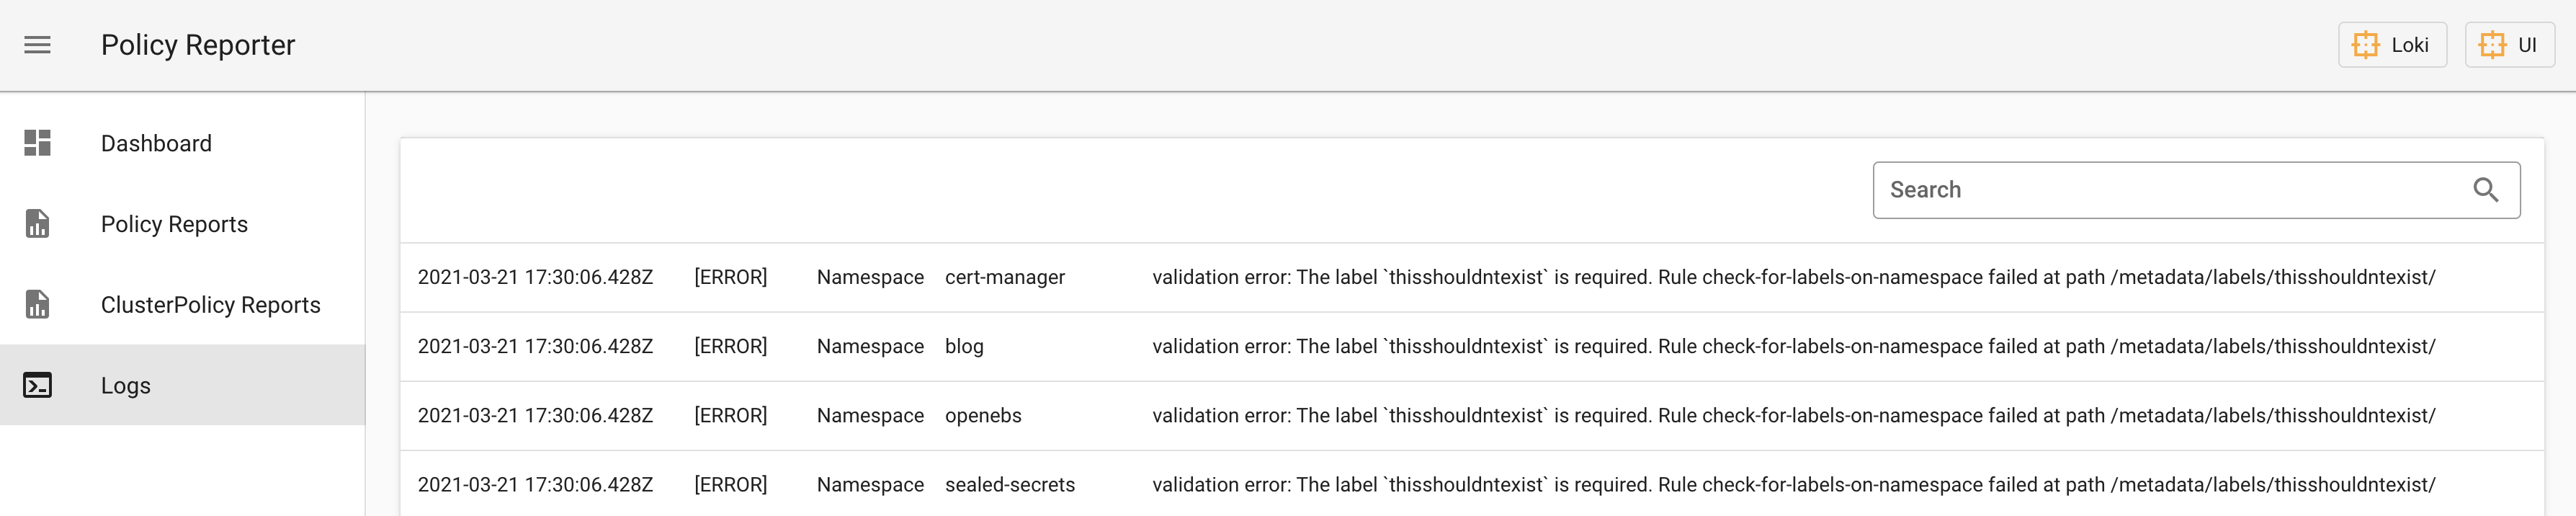 Policy Reporter
Loki
UI
Dashboard
Policy Reports
ClusterPolicy Reports
Logs
Search
2021-03-21 17:30:06.428Z [ERROR] Namespace cert-manager validation error: The label `thisshouldntexist` is required. Rule check-for-labels-on-namespace failed at path /metadata/labels/thisshouldntexist/
2021-03-21 17:30:06.428Z [ERROR] Namespace blog validation error: The label `thisshouldntexist` is required. Rule check-for-labels-on-namespace failed at path /metadata/labels/thisshouldntexist/
2021-03-21 17:30:06.428Z [ERROR] Namespace openebs validation error: The label `thisshouldntexist` is required. Rule check-for-labels-on-namespace failed at path /metadata/labels/thisshouldntexist/
2021-03-21 17:30:06.428Z [ERROR] Namespace sealed-secrets validation error: The label `thisshouldntexist` is required. Rule check-for-labels-on-namespace failed at path /metadata/labels/thisshouldntexist/